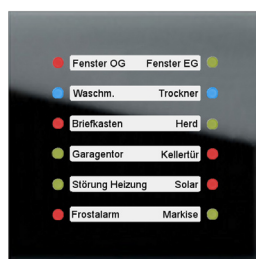 Fenster OG Fenster EG
Waschm. Trockner
Briefkasten Herd
Garagentor Kellertür
Störung Heizung Solar
Frostalarm Markise